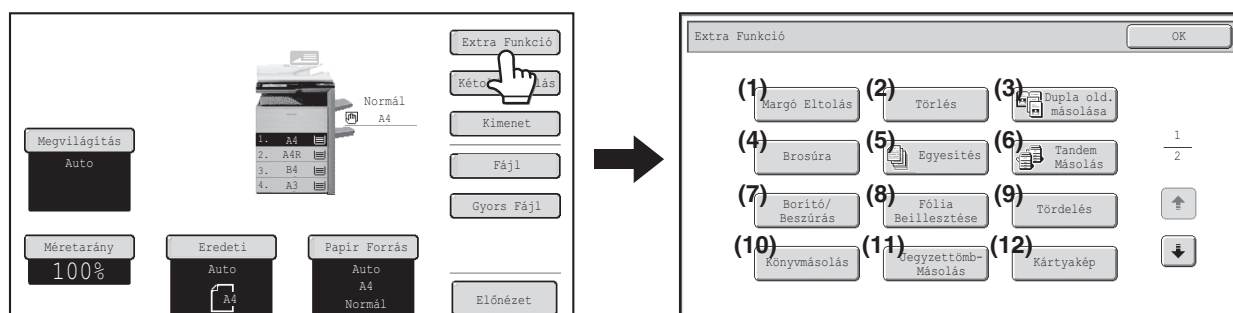 Extra Funkció
Kéto lás
Normál
A4
Kimenet
Megvilágítás
Auto
1. A4
2. A4R
3. B4
4. A3
Fájl
Gyors Fájl
Méretarány
100%
Eredeti
Auto
A4
Papír Forrás
Auto
A4
Normál
Előnézet
Extra Funkció
OK
(1)
Margó Eltolás
(2)
Törlés
(3)
Dupla old.
másolása
(4)
Brosúra
(5)
Egyesítés
(6)
Tandem
Másolás
1
2
(7)
Borító/
Beszúrás
(8)
Fólia
Beillesztése
(9)
Tördelés
(10)
Könyvmásolás
(11)
Jegyzettömb-
Másolás
(12)
Kártyakép